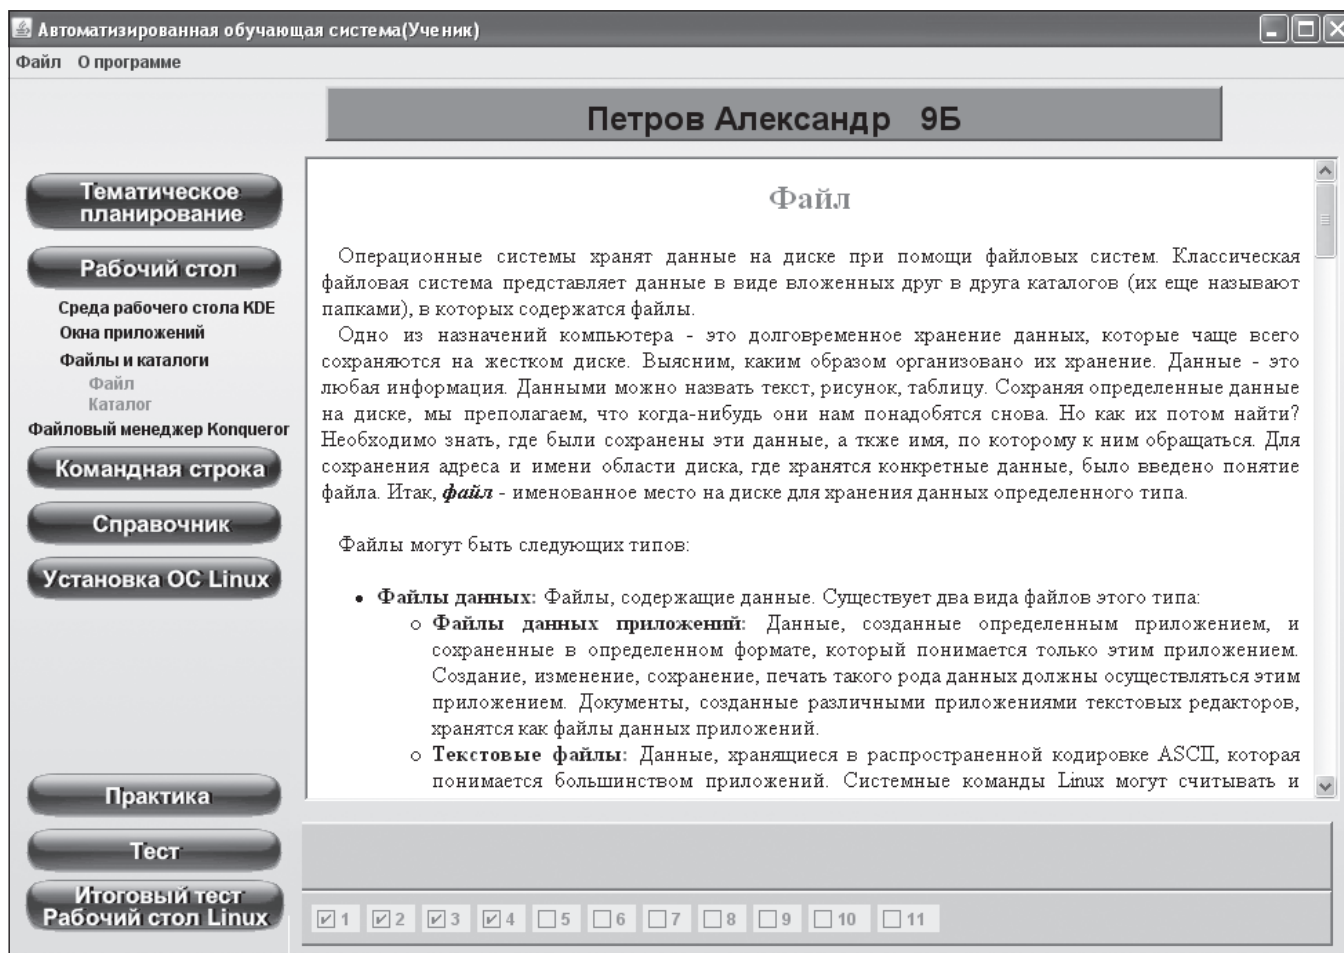 Автоматизированная обучающая система(Ученик)
Файл О программе
Петров Александр 9Б
Тематическое
планирование
Рабочий стол
Среда рабочего стола KDE
Окна приложений
Файлы и каталоги
Файл
Каталог
Файловый менеджер Konqueror
Командная строка
Справочник
Установка ОС Linux
Практика
Тест
Итоговый тест
Рабочий стол Linux
Файл
Операционные системы хранят данные на диске при помощи файловых систем. Классическая
файловая система представляет данные в виде вложенных друг в друга каталогов (их еще называют
папками), в которых содержатся файлы.
Одно из назначений компьютера - это долговременное хранение данных, которые чаще всего
сохраняются на жестком диске. Выясним, каким образом организовано их хранение. Данные - это
любая информация. Данными можно назвать текст, рисунок, таблицу. Сохраняя определенные данные
на диске, мы преполагаем, что когда-нибудь они нам понадобятся снова. Но как их потом найти?
Необходимо знать, где были сохранены эти данные, а ткже имя, по которому к ним обращаться. Для
сохранения адреса и имени области диска, где хранятся конкретные данные, было введено понятие
файла. Итак, файл - именованное место на диске для хранения данных определенного типа.
Файлы могут быть следующих типов:
• Файлы данных: Файлы, содержащие данные. Существует два вида файлов этого типа:
○ Файлы данных приложений: Данные, созданные определенным приложением, и
сохраненные в определенном формате, который понимается только этим приложением.
Создание, изменение, сохранение, печать такого рода данных должны осуществляться этим
приложением. Документы, созданные различными приложениями текстовых редакторов,
хранятся как файлы данных приложений.
○ Текстовые файлы: Данные, хранящиеся в распространенной кодировке ASCII, которая
понимается большинством приложений. Системные команды Linux могут считывать и
1 2 3 4 5 6 7 8 9 10 11